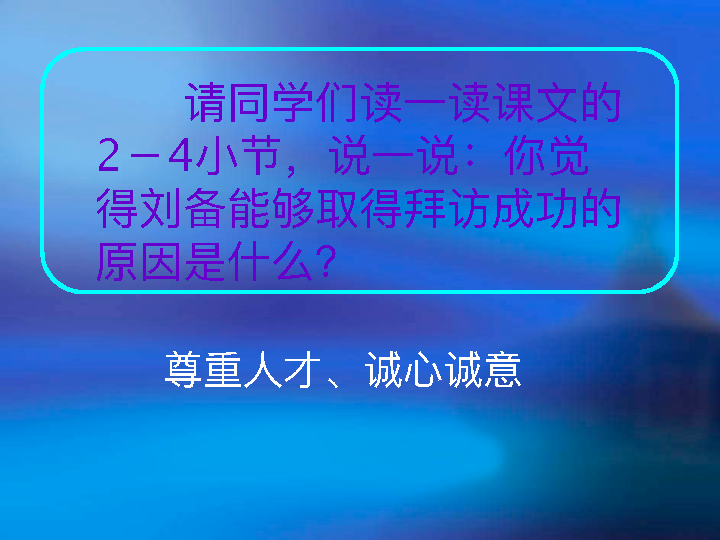 请同学们读一读课文的
2－4小节，说一说：你觉
得刘备能够取得拜访成功的
原因是什么？
尊重人才、诚心诚意